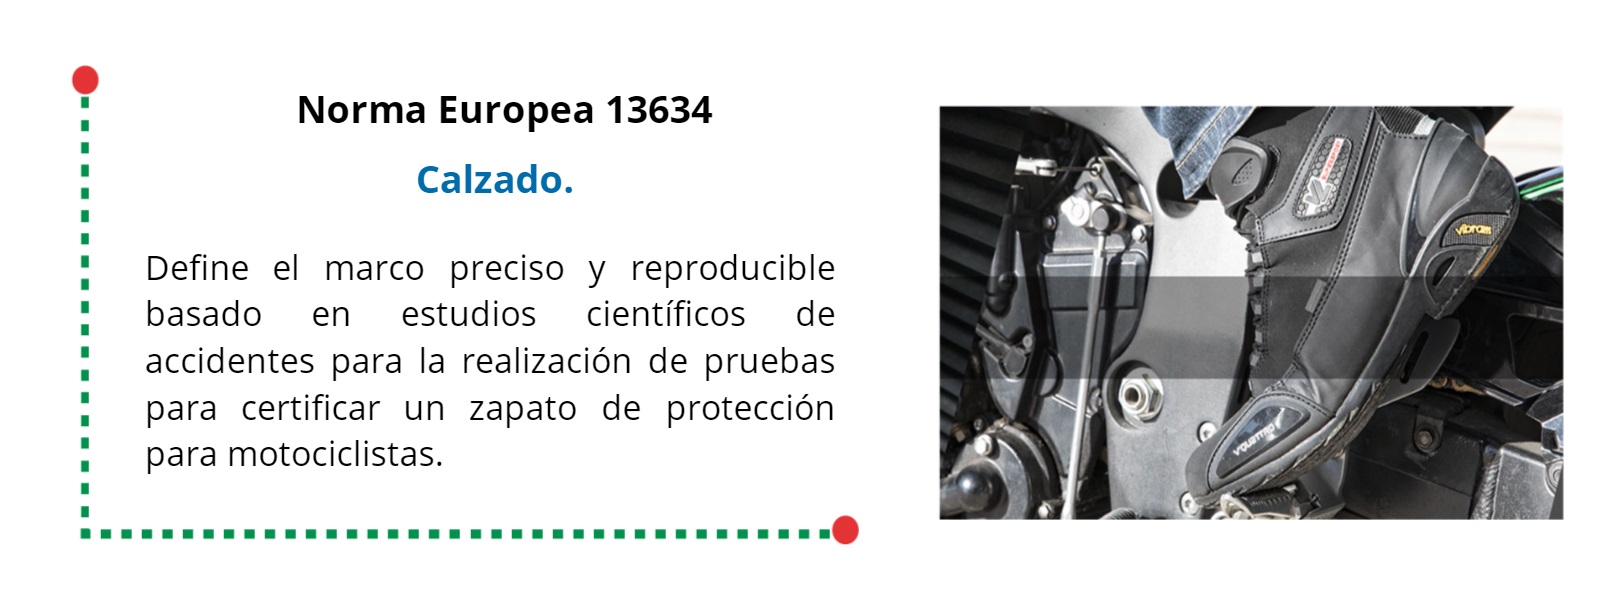 Norma Europea 13634
Calzado.
Define el marco preciso y reproducible
basado en estudios científicos de
accidentes para la realización de pruebas
para certificar un zapato de protección
para motociclistas.
vibram